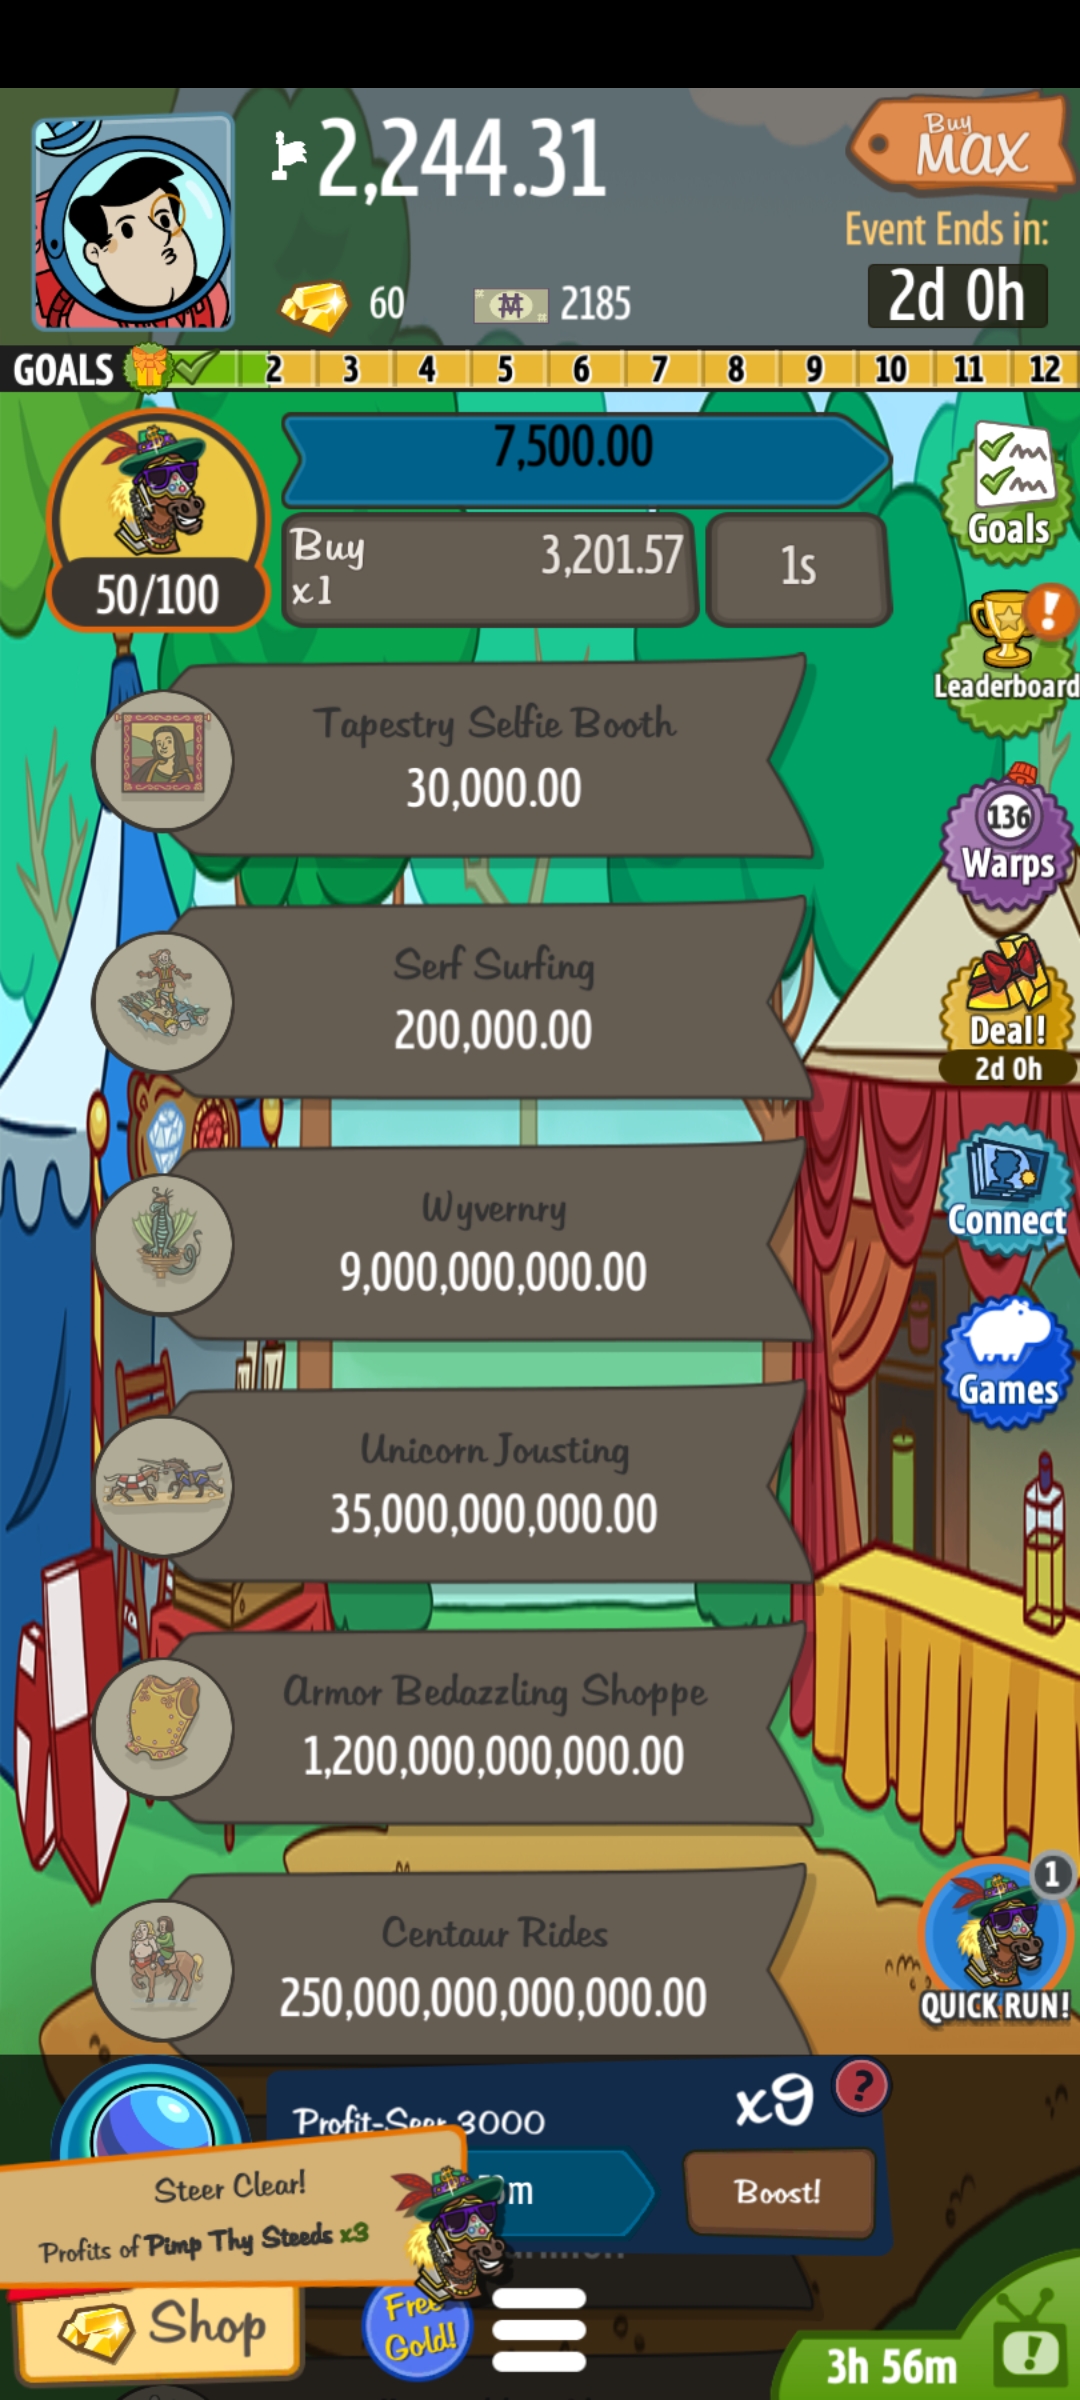 2,244.31
Buy
MAX
Event Ends in:
60
2185
2d 0h
GOALS 2 3 4 5 6 7 8 9 10 11 12
7,500.00
Goals
50/100
Buy
x1
3,201.57
1s
Leaderboard
Tapestry Selfie Booth
30,000.00
136
Warps
Serf Surfing
200,000.00
Deal!
2d 0h
Wyvernry
9,000,000,000.00
Connect
Games
Unicorn Jousting
35,000,000,000.00
Armor Bedazzling Shoppe
1,200,000,000,000.00
Centaur Rides
250,000,000,000,000.00
1
QUICK RUN!
Profit-Seer 3000
x9
?
Boost!
Steer Clear!
Profits of Pimp Thy Steeds x3
Shop
Free
Gold!
3h 56m